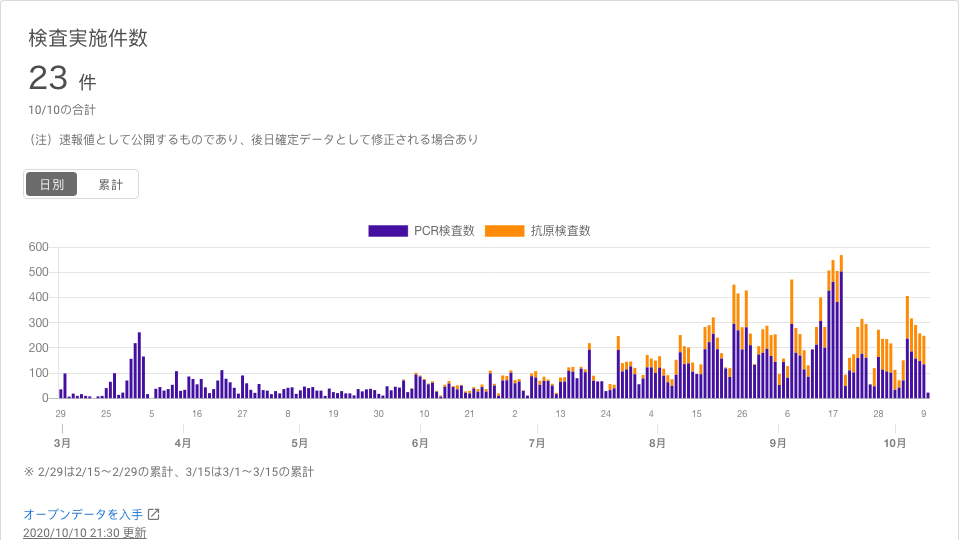 検査実施件数
23 件
10/10の合計
（注）速報値として公開するものであり、後日確定データとして修正される場合あり
日別 累計
PCR検査数 抗原検査数
600
500
400
300
200
100
0
29 25 5 16 27 8 19 30 10 21 2 13 24 4 15 26 6 17 28 9
3月 4月 5月 6月 7月 8月 9月 10月
※ 2/29は2/15〜2/29の累計、3/15は3/1〜3/15の累計
オープンデータを入手
2020/10/10 21:30 更新